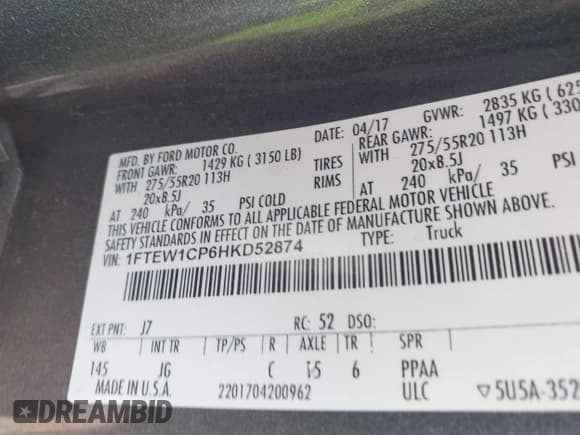 MFD. BY FORD MOTOR CO.
DATE: 04/17
GVWR: 2835 KG ( 625
FRONT GAWR: 1429 KG ( 3150 LB)
REAR GAWR: 1497 KG ( 330
WITH 275/55R20 113H TIRES
WITH 275/55R20 113H
20x8.5J RIMS
20x8.5J
AT 240 kPa/ 35 PSI COLD
AT 240 kPa/ 35 PSI
THIS VEHICLE CONFORMS TO ALL APPLICABLE FEDERAL MOTOR VEHICLE
SAFETY STANDARDS IN EFFECT ON THE DATE OF MANUFACTURE SHOWN ABOVE.
VIN: 1FTEW1CP6HKD52874
TYPE: Truck
EXT PNT: J7 RC: 52 DSO:
WB INT TR TP/PS R AXLE TR SPR
145 JG C 6 PPAA
MADE IN U.S.A. 2201704200962 ULC ▽5U5A-352
DREAMBID